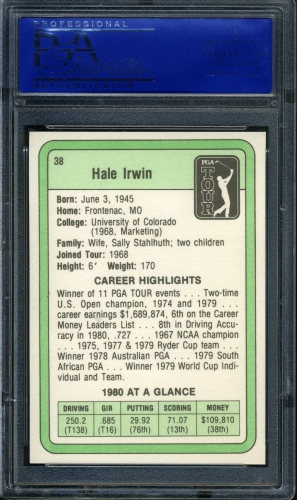 PROFESSIONAL
38
Hale Irwin
PGA
TOUR
Born: June 3, 1945
Home: Frontenac, MO
College: University of Colorado
(1968, Marketing)
Family: Wife, Sally Stahlhuth; two children
Joined Tour: 1968
Height: 6' Weight: 170
CAREER HIGHLIGHTS
Winner of 11 PGA TOUR events . . . Two-time
U.S. Open champion, 1974 and 1979 . . .
career earnings $1,689,874, 6th on the Career
Money Leaders List . . . 8th in Driving Accu-
racy in 1980, .727 . . . 1967 NCAA champion
. . . 1975, 1977 & 1979 Ryder Cup team . . .
Winner 1978 Australian PGA . . . 1979 South
African PGA . . . Winner 1979 World Cup Indi-
vidual and Team.
1980 AT A GLANCE
DRIVING GIR PUTTING SCORING MONEY
250.2 .685 29.92 71.07 $109,810
(T138) (T16) (76th) (13th) (38th)